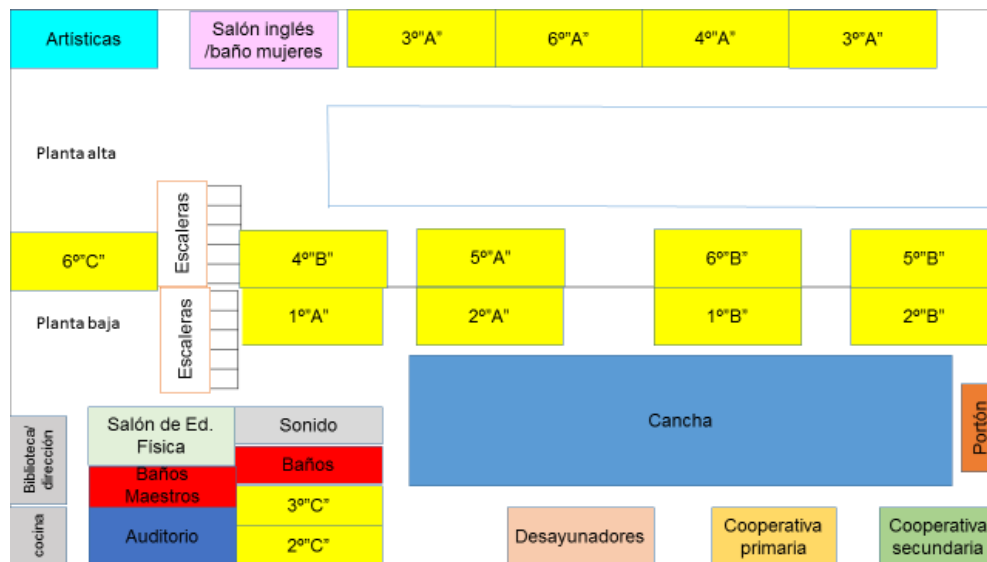 Artísticas
Salón inglés
/baño mujeres
3º"A"
6º"A"
4º"A"
3º"A"
Planta alta
Escaleras
6º"C"
4º"B"
5º"A"
6º"B"
5º"B"
Planta baja
Escaleras
1º"A"
2º"A"
1º"B"
2º"B"
Cancha
Portón
Biblioteca/
dirección
Salón de Ed.
Física
Sonido
Baños
Maestros
Baños
3º"C"
cocina
Auditorio
2º"C"
Desayunadores
Cooperativa
primaria
Cooperativa
secundaria